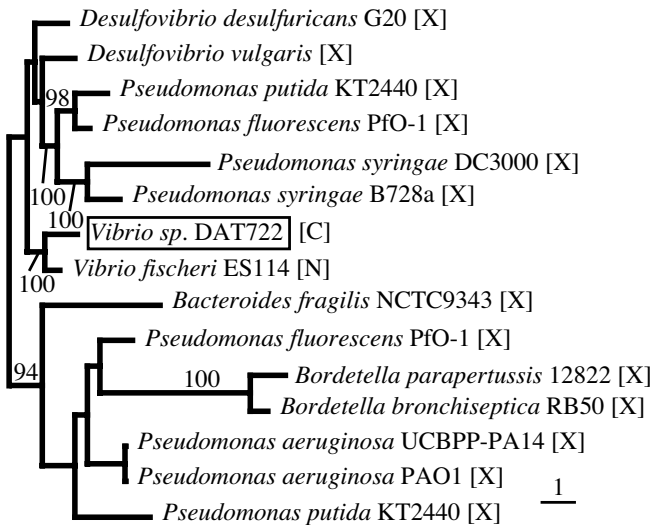 Desulfovibrio desulfuricans G20 [X]
Desulfovibrio vulgaris [X]
98
Pseudomonas putida KT2440 [X]
Pseudomonas fluorescens PfO-1 [X]
Pseudomonas syringae DC3000 [X]
100
Pseudomonas syringae B728a [X]
100
Vibrio sp. DAT722 [C]
Vibrio fischeri ES114 [N]
100
Bacteroides fragilis NCTC9343 [X]
Pseudomonas fluorescens PfO-1 [X]
94
100
Bordetella parapertussis 12822 [X]
Bordetella bronchiseptica RB50 [X]
Pseudomonas aeruginosa UCBPP-PA14 [X]
Pseudomonas aeruginosa PAO1 [X]
1
Pseudomonas putida KT2440 [X]